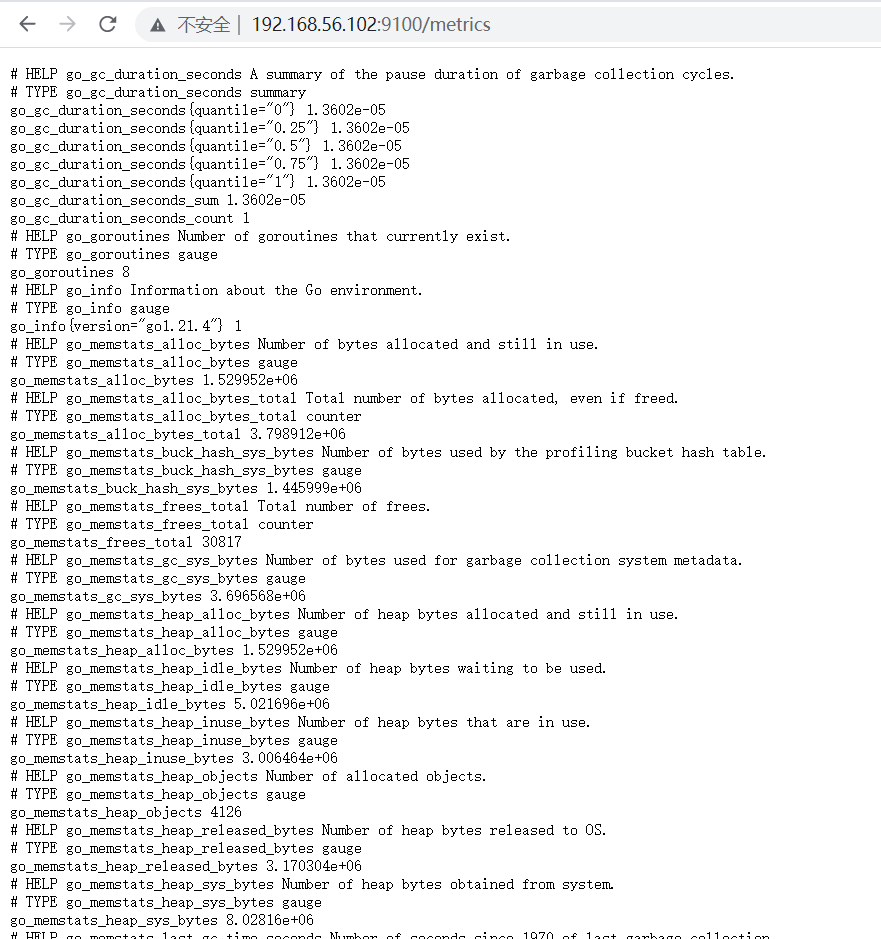 不安全 | 192.168.56.102:9100/metrics
# HELP go_gc_duration_seconds A summary of the pause duration of garbage collection cycles.
# TYPE go_gc_duration_seconds summary
go_gc_duration_seconds{quantile="0"} 1.3602e-05
go_gc_duration_seconds{quantile="0.25"} 1.3602e-05
go_gc_duration_seconds{quantile="0.5"} 1.3602e-05
go_gc_duration_seconds{quantile="0.75"} 1.3602e-05
go_gc_duration_seconds{quantile="1"} 1.3602e-05
go_gc_duration_seconds_sum 1.3602e-05
go_gc_duration_seconds_count 1
# HELP go_goroutines Number of goroutines that currently exist.
# TYPE go_goroutines gauge
go_goroutines 8
# HELP go_info Information about the Go environment.
# TYPE go_info gauge
go_info{version="go1.21.4"} 1
# HELP go_memstats_alloc_bytes Number of bytes allocated and still in use.
# TYPE go_memstats_alloc_bytes gauge
go_memstats_alloc_bytes 1.529952e+06
# HELP go_memstats_alloc_bytes_total Total number of bytes allocated, even if freed.
# TYPE go_memstats_alloc_bytes_total counter
go_memstats_alloc_bytes_total 3.798912e+06
# HELP go_memstats_buck_hash_sys_bytes Number of bytes used by the profiling bucket hash table.
# TYPE go_memstats_buck_hash_sys_bytes gauge
go_memstats_buck_hash_sys_bytes 1.445999e+06
# HELP go_memstats_frees_total Total number of frees.
# TYPE go_memstats_frees_total counter
go_memstats_frees_total 30817
# HELP go_memstats_gc_sys_bytes Number of bytes used for garbage collection system metadata.
# TYPE go_memstats_gc_sys_bytes gauge
go_memstats_gc_sys_bytes 3.696568e+06
# HELP go_memstats_heap_alloc_bytes Number of heap bytes allocated and still in use.
# TYPE go_memstats_heap_alloc_bytes gauge
go_memstats_heap_alloc_bytes 1.529952e+06
# HELP go_memstats_heap_idle_bytes Number of heap bytes waiting to be used.
# TYPE go_memstats_heap_idle_bytes gauge
go_memstats_heap_idle_bytes 5.021696e+06
# HELP go_memstats_heap_inuse_bytes Number of heap bytes that are in use.
# TYPE go_memstats_heap_inuse_bytes gauge
go_memstats_heap_inuse_bytes 3.006464e+06
# HELP go_memstats_heap_objects Number of allocated objects.
# TYPE go_memstats_heap_objects gauge
go_memstats_heap_objects 4126
# HELP go_memstats_heap_released_bytes Number of heap bytes released to OS.
# TYPE go_memstats_heap_released_bytes gauge
go_memstats_heap_released_bytes 3.170304e+06
# HELP go_memstats_heap_sys_bytes Number of heap bytes obtained from system.
# TYPE go_memstats_heap_sys_bytes gauge
go_memstats_heap_sys_bytes 8.02816e+06
# HELP go_memstats_last_gc_time_seconds Number of seconds since 1970 of last garbage collection